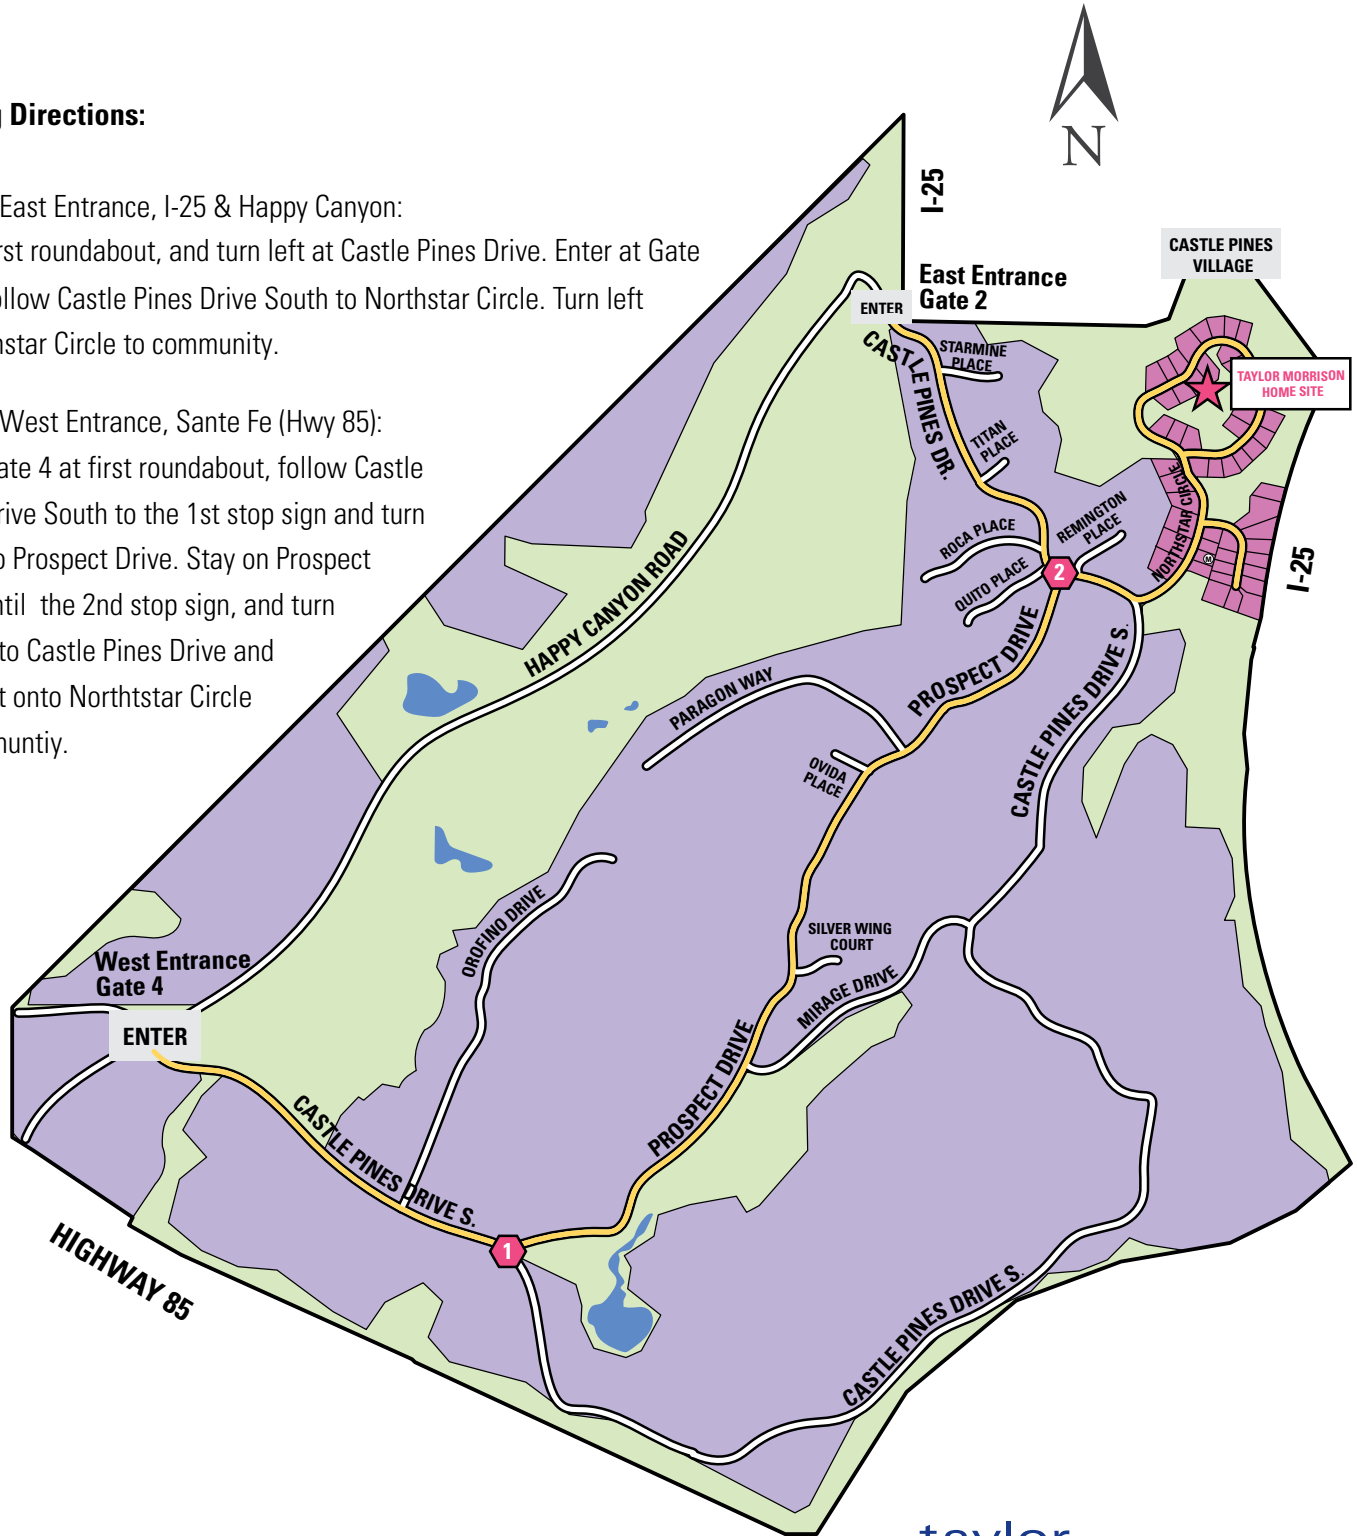 Directions:
East Entrance, I-25 & Happy Canyon:
roundabout, and turn left at Castle Pines Drive. Enter at Gate
Castle Pines Drive South to Northstar Circle. Turn left
Circle to community.
West Entrance, Sante Fe (Hwy 85):
4 at first roundabout, follow Castle
South to the 1st stop sign and turn
Prospect Drive. Stay on Prospect
the 2nd stop sign, and turn
to Castle Pines Drive and
onto Northtstar Circle
N
I-25
CASTLE PINES
VILLAGE
East Entrance
Gate 2
ENTER
TAYLOR MORRISON
HOME SITE
STARMINE
PLACE
CASTLE PINES DR.
TITAN
PLACE
REMINGTON
PLACE
ROCA PLACE
QUITO PLACE
2
NORTHSTAR CIRCLE
M
I-25
HAPPY CANYON ROAD
PROSPECT DRIVE
CASTLE PINES DRIVE S.
PARAGON WAY
OVIDA
PLACE
OROFINO DRIVE
SILVER WING
COURT
MIRAGE DRIVE
West Entrance
Gate 4
ENTER
PROSPECT DRIVE
CASTLE PINES DRIVE S.
1
HIGHWAY 85
CASTLE PINES DRIVE S.
taylor